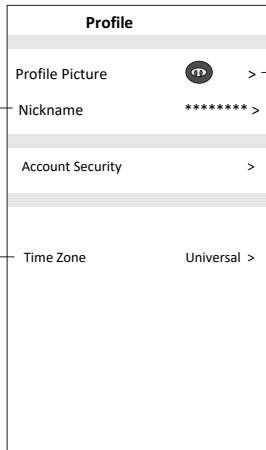 Profile
Profile Picture >
Nickname ******** >
Account Security >
Time Zone Universal >